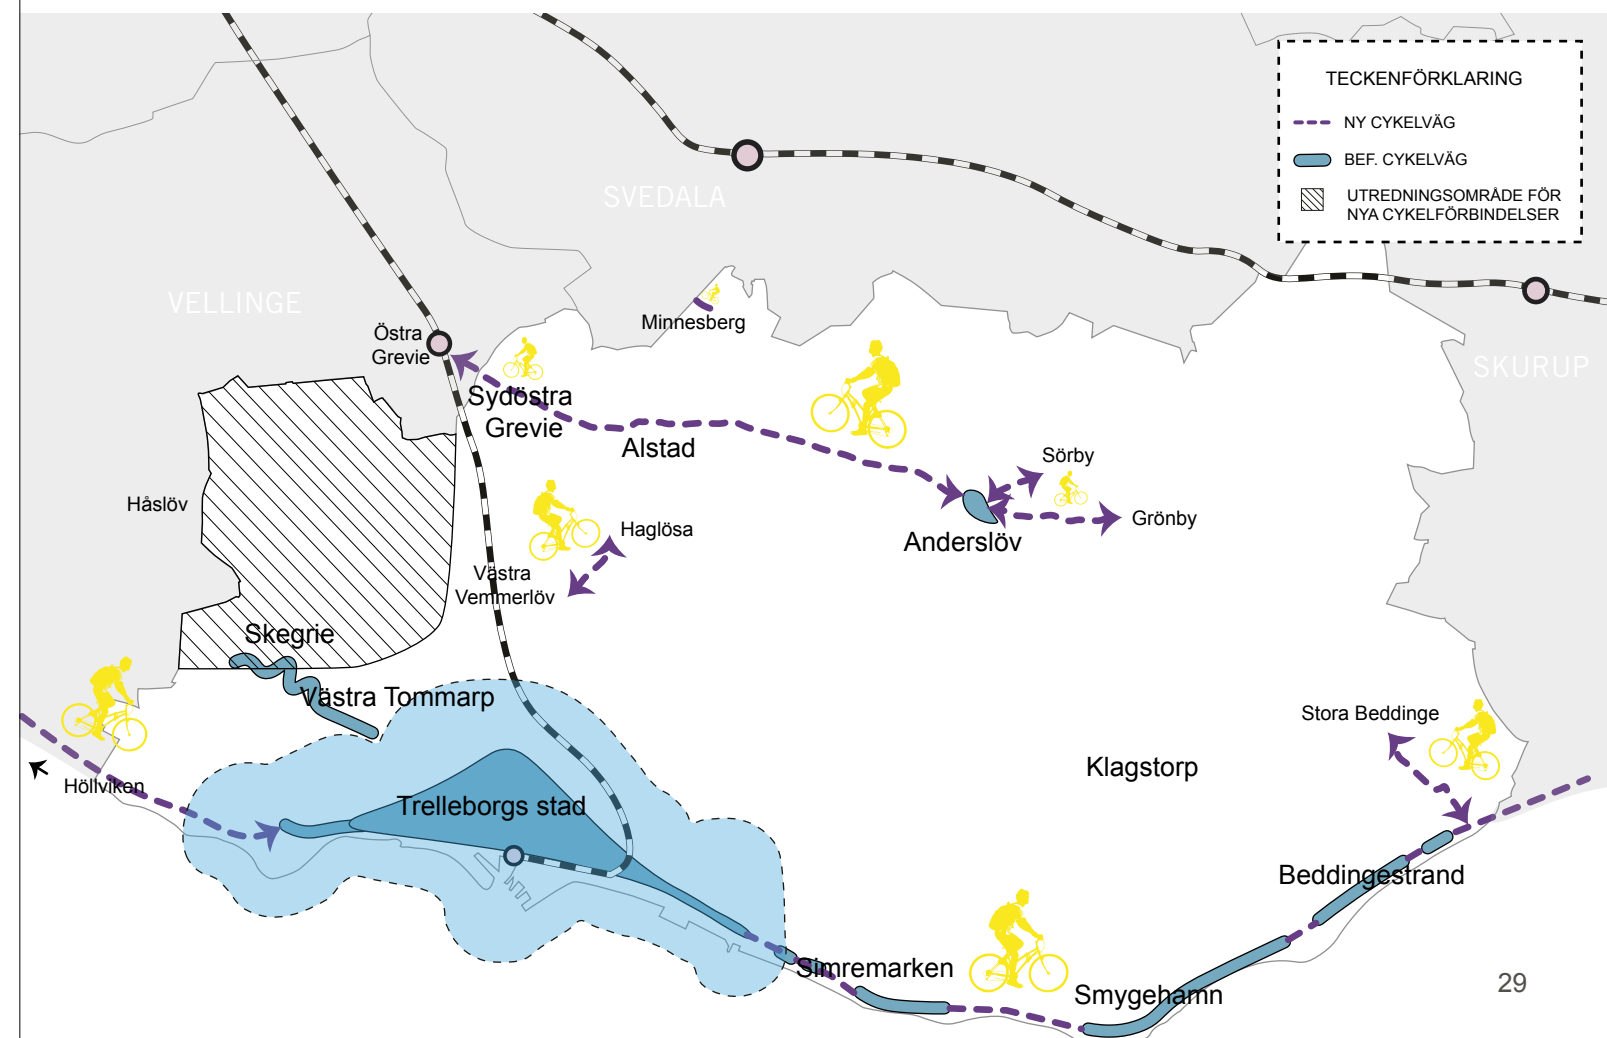 TECKENFÖRKLARING
NY CYKELVÄG
BEF. CYKELVÄG
UTREDNINGSOMRÅDE FÖR
NYA CYKELFÖRBINDELSER
SVEDALA
VELLINGE
SKURUP
Östra
Grevie
Minnesberg
Sydöstra
Grevie
Alstad
Sörby
Håslöv
Haglösa
Grönby
Anderslöv
Västra
Vemmerlöv
Skegrie
Västra Tommarp
Stora Beddinge
Klagstorp
Höllviken
Trelleborgs stad
Beddingestrand
Simremarken
Smygehamn
29